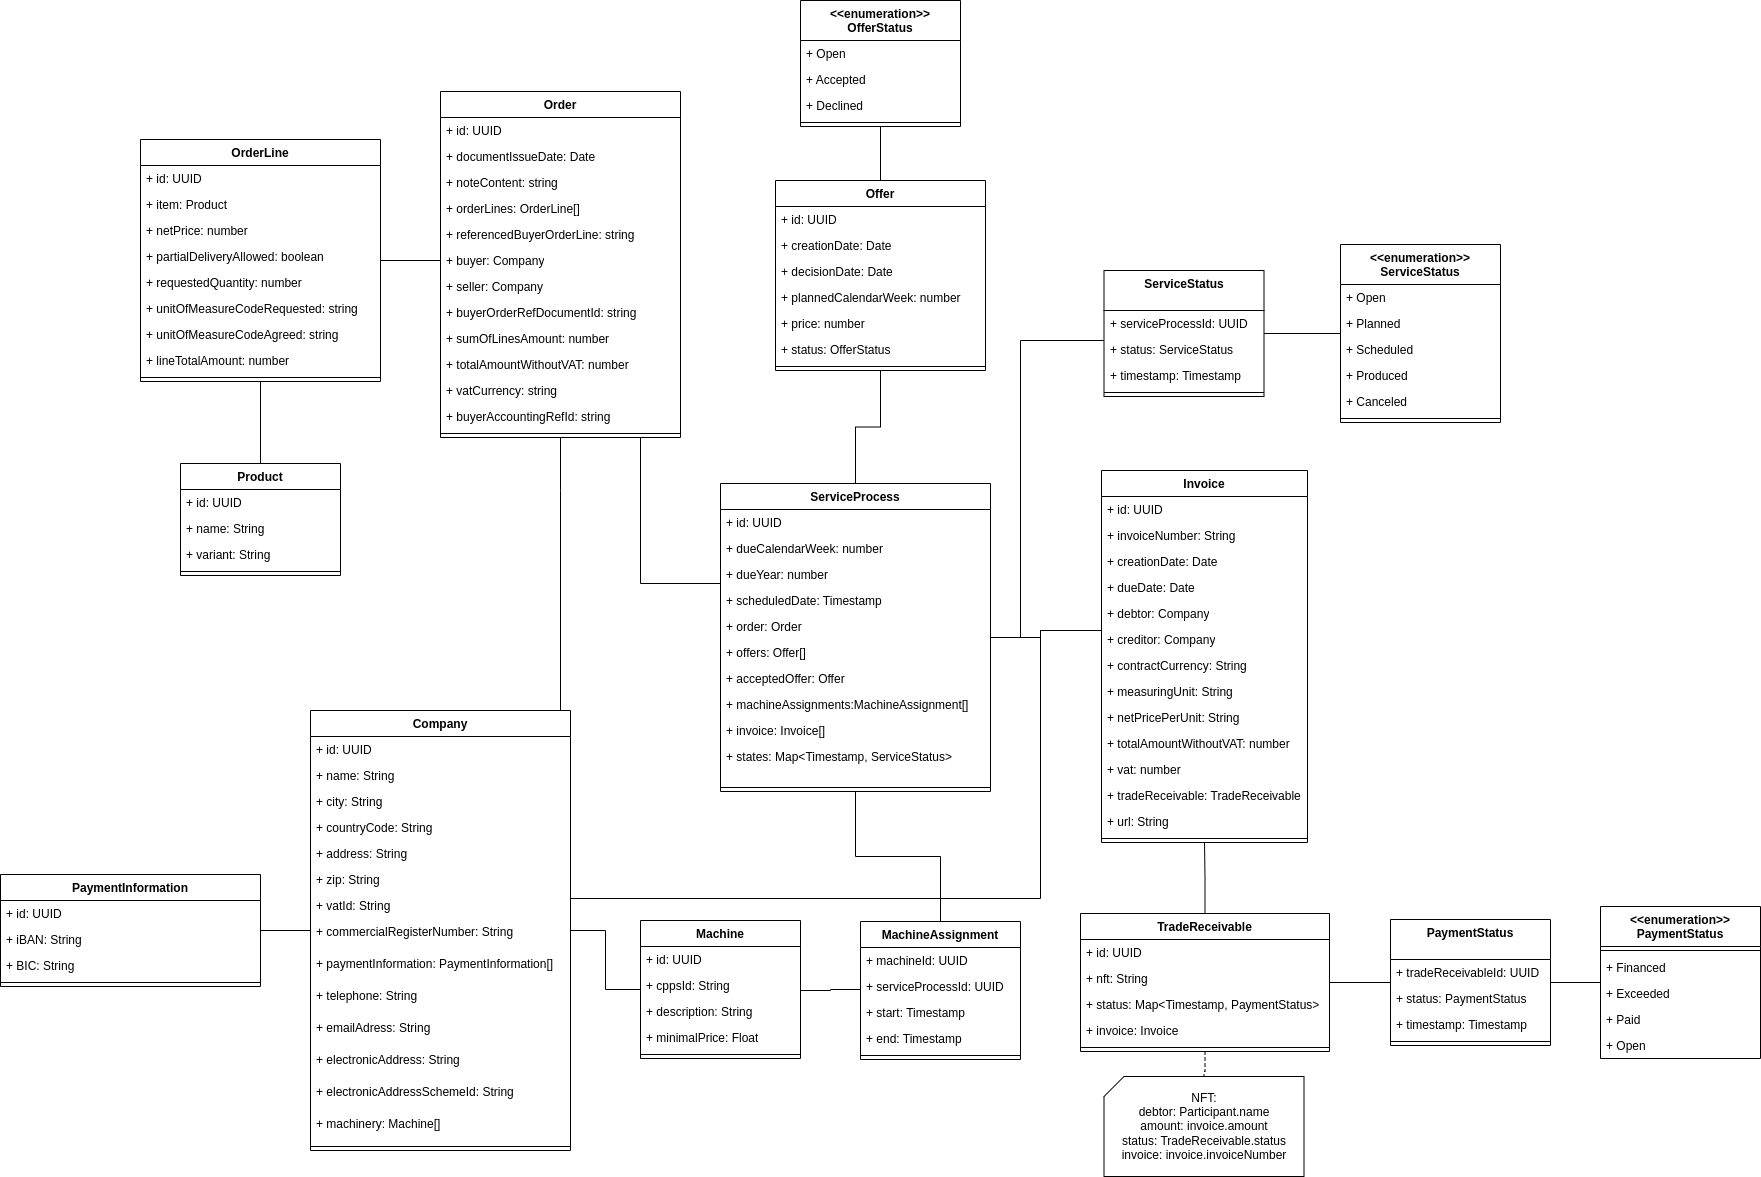 <<enumeration>>
OfferStatus
+ Open
+ Accepted
+ Declined
Order
+ id: UUID
+ documentIssueDate: Date
+ noteContent: string
+ orderLines: OrderLine[]
+ referencedBuyerOrderLine: string
+ buyer: Company
+ seller: Company
+ buyerOrderRefDocumentId: string
+ sumOfLinesAmount: number
+ totalAmountWithoutVAT: number
+ vatCurrency: string
+ buyerAccountingRefId: string
OrderLine
+ id: UUID
+ item: Product
+ netPrice: number
+ partialDeliveryAllowed: boolean
+ requestedQuantity: number
+ unitOfMeasureCodeRequested: string
+ unitOfMeasureCodeAgreed: string
+ lineTotalAmount: number
Offer
+ id: UUID
+ creationDate: Date
+ decisionDate: Date
+ plannedCalendarWeek: number
+ price: number
+ status: OfferStatus
ServiceStatus
+ serviceProcessId: UUID
+ status: ServiceStatus
+ timestamp: Timestamp
<<enumeration>>
ServiceStatus
+ Open
+ Planned
+ Scheduled
+ Produced
+ Canceled
Product
+ id: UUID
+ name: String
+ variant: String
ServiceProcess
+ id: UUID
+ dueCalendarWeek: number
+ dueYear: number
+ scheduledDate: Timestamp
+ order: Order
+ offers: Offer[]
+ acceptedOffer: Offer
+ machineAssignments:MachineAssignment[]
+ invoice: Invoice[]
+ states: Map<Timestamp, ServiceStatus>
Invoice
+ id: UUID
+ invoiceNumber: String
+ creationDate: Date
+ dueDate: Date
+ debtor: Company
+ creditor: Company
+ contractCurrency: String
+ measuringUnit: String
+ netPricePerUnit: String
+ totalAmountWithoutVAT: number
+ vat: number
+ tradeReceivable: TradeReceivable
+ url: String
Company
+ id: UUID
+ name: String
+ city: String
+ countryCode: String
+ address: String
+ zip: String
+ vatId: String
+ commercialRegisterNumber: String
+ paymentInformation: PaymentInformation[]
+ telephone: String
+ emailAdress: String
+ electronicAddress: String
+ electronicAddressSchemeId: String
+ machinery: Machine[]
PaymentInformation
+ id: UUID
+ iBAN: String
+ BIC: String
Machine
+ id: UUID
+ cppsId: String
+ description: String
+ minimalPrice: Float
MachineAssignment
+ machineId: UUID
+ serviceProcessId: UUID
+ start: Timestamp
+ end: Timestamp
TradeReceivable
+ id: UUID
+ nft: String
+ status: Map<Timestamp, PaymentStatus>
+ invoice: Invoice
PaymentStatus
+ tradeReceivableId: UUID
+ status: PaymentStatus
+ timestamp: Timestamp
<<enumeration>>
PaymentStatus
+ Financed
+ Exceeded
+ Paid
+ Open
NFT:
debtor: Participant.name
amount: invoice.amount
status: TradeReceivable.status
invoice: invoice.invoiceNumber